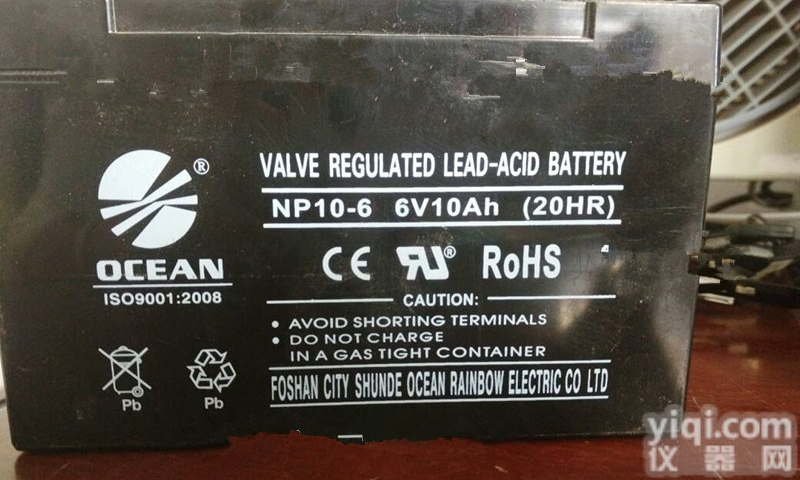 VALVE REGULATED LEAD-ACID BATTERY
NP10-6 6V10Ah (20HR)
®
OCEAN
ISO9001:2008
CE RU® RoHS
CAUTION:
• AVOID SHORTING TERMINALS
• DO NOT CHARGE
IN A GAS TIGHT CONTAINER
Pb Pb
FOSHAN CITY SHUNDE OCEAN RAINBOW ELECTRIC CO LTD
yiqi.com
仪器网